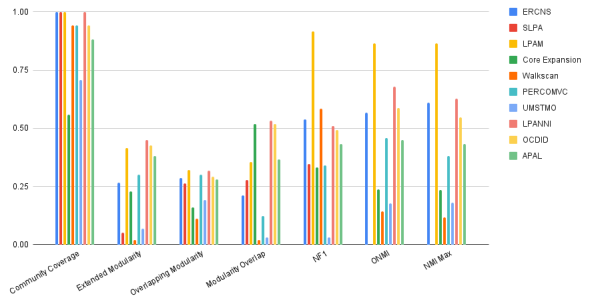 1.00
0.75
0.50
0.25
0.00
Community Coverage
Extended Modularity
Overlapping Modularity
Modularity Overlap
NF1
ONMI
NMI Max
ERCNS
SLPA
LPAM
Core Expansion
Walkscan
PERCOMVC
UMSTMO
LPANNI
OCDID
APAL